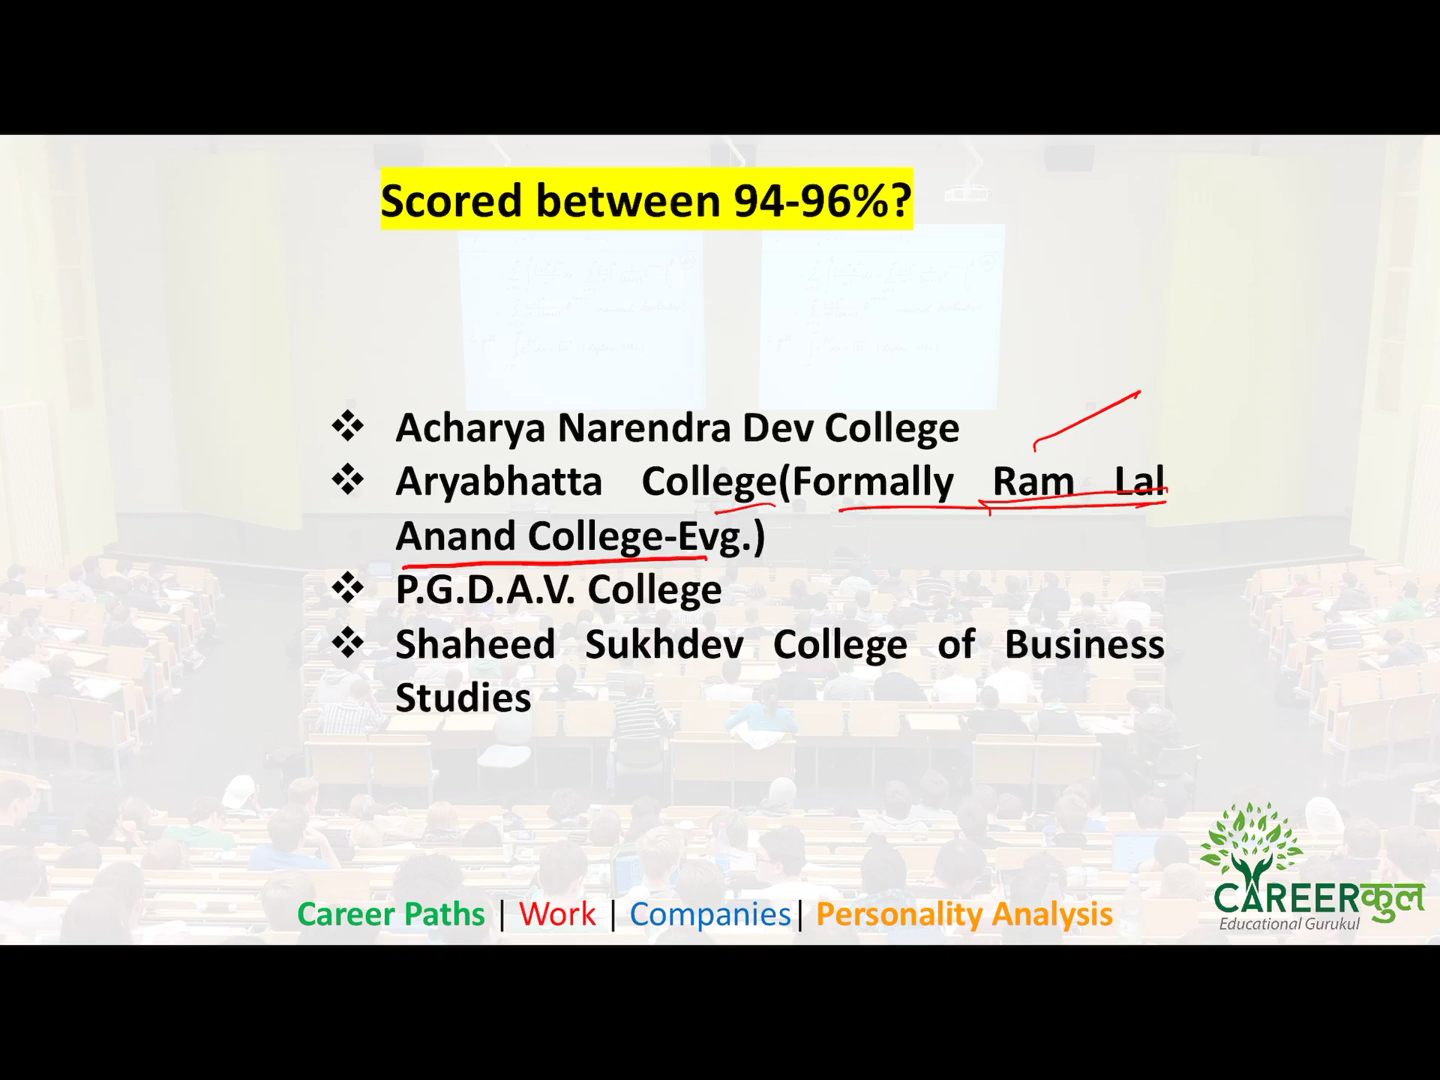 Scored between 94-96%?
❖ Acharya Narendra Dev College
❖ Aryabhatta College(Formally Ram Lal
Anand College-Evg.)
❖ P.G.D.A.V. College
❖ Shaheed Sukhdev College of Business
Studies
Career Paths | Work | Companies| Personality Analysis
CAREERकुल
Educational Gurukul